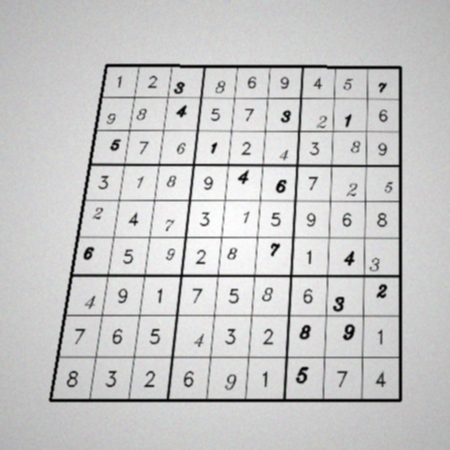 1 2 3 8 6 9 4 5 7
9 8 4 5 7 3 2 1 6
5 7 6 1 2 4 3 8 9
3 1 8 9 4 6 7 2 5
2 4 7 3 1 5 9 6 8
6 5 9 2 8 7 1 4 3
4 9 1 7 5 8 6 3 2
7 6 5 4 3 2 8 9 1
8 3 2 6 9 1 5 7 4